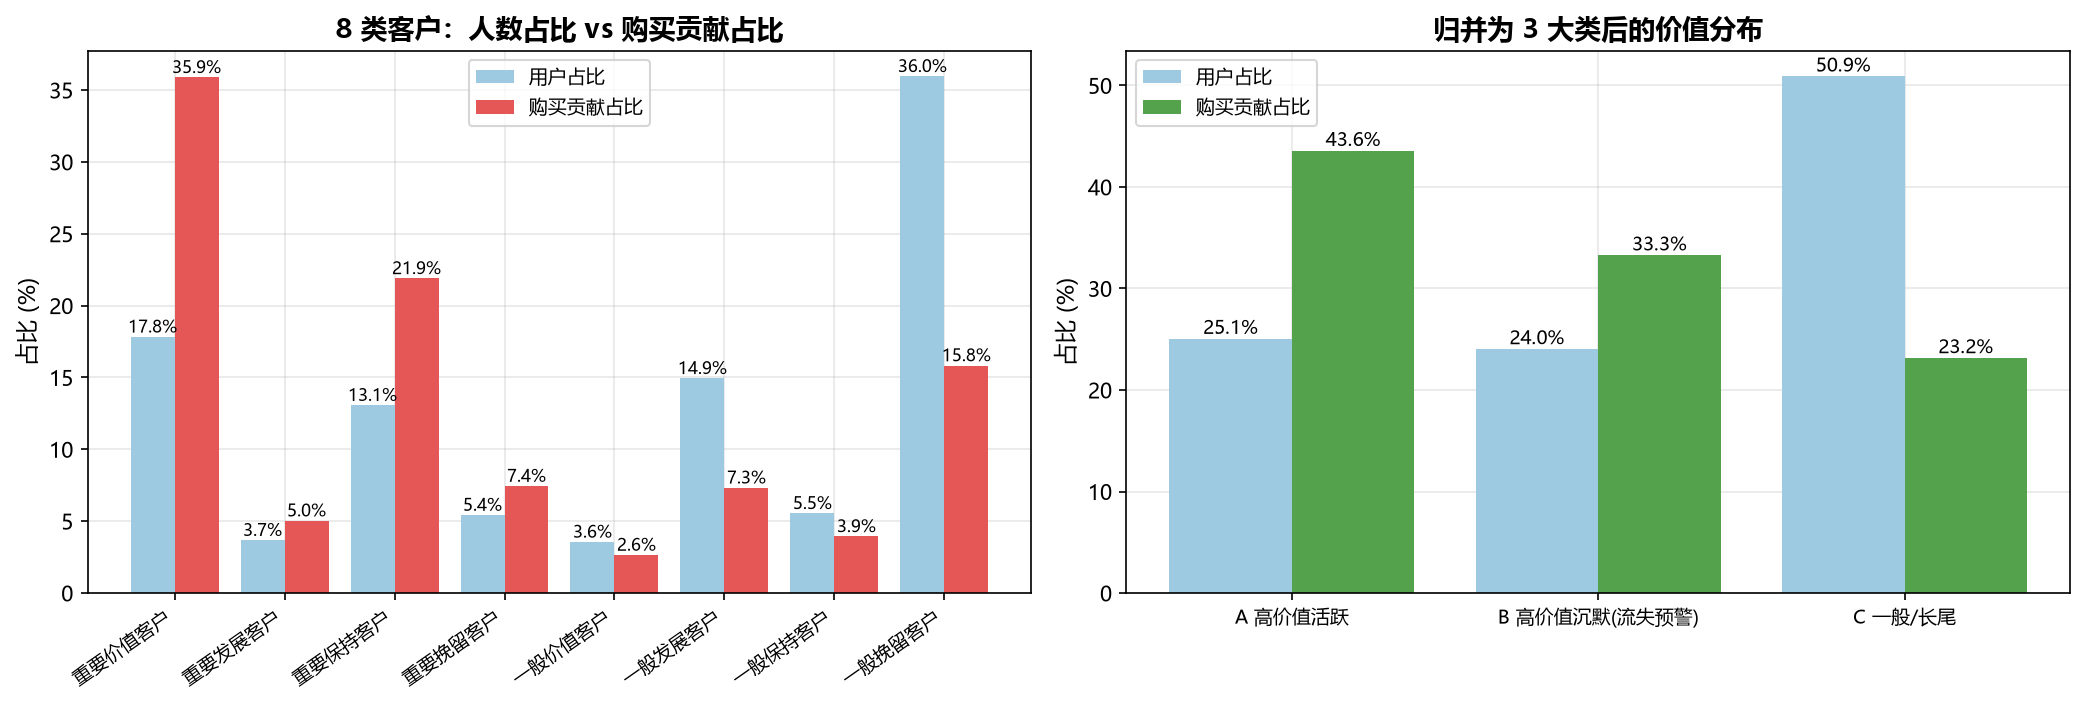 8 类客户：人数占比 vs 购买贡献占比
用户占比
购买贡献占比
占比 (%)
35
30
25
20
15
10
5
0
17.8%
35.9%
3.7%
5.0%
13.1%
21.9%
5.4%
7.4%
3.6%
2.6%
14.9%
7.3%
5.5%
3.9%
36.0%
15.8%
重要价值客户
重要发展客户
重要保持客户
重要挽留客户
一般价值客户
一般发展客户
一般保持客户
一般挽留客户
归并为 3 大类后的价值分布
用户占比
购买贡献占比
占比 (%)
50
40
30
20
10
0
25.1%
43.6%
24.0%
33.3%
50.9%
23.2%
A 高价值活跃
B 高价值沉默(流失预警)
C 一般/长尾